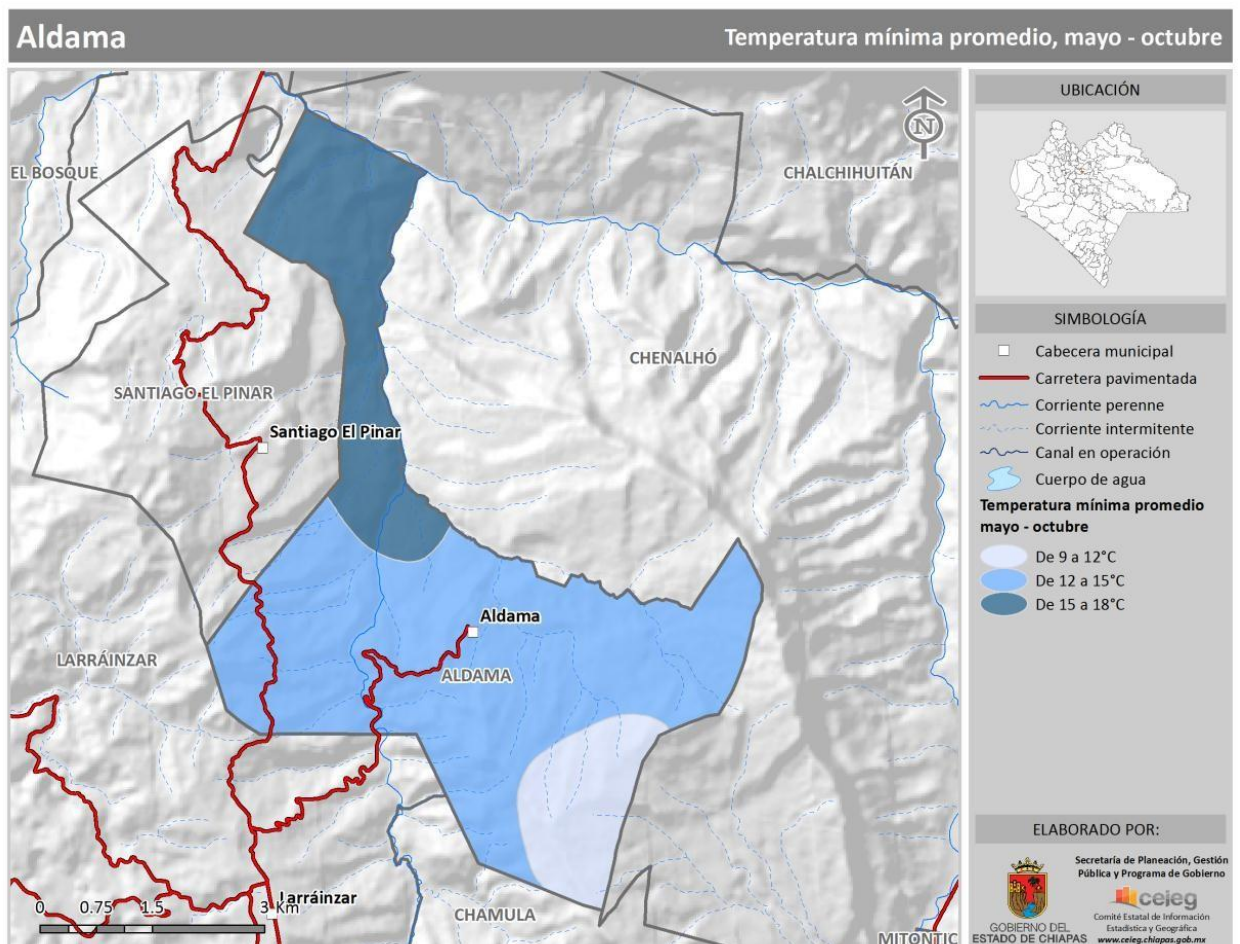 Aldama
Temperatura mínima promedio, mayo - octubre
N
EL BOSQUE
CHALCHIHUITÁN
CHENALHÓ
SANTIAGO EL PINAR
Santiago El Pinar
Aldama
ALDAMA
LARRÁINZAR
Larráinzar
0 0.75 1.5 3 Km
CHAMULA
MITONTIC
UBICACIÓN
SIMBOLOGÍA
Cabecera municipal
Carretera pavimentada
Corriente perenne
Corriente intermitente
Canal en operación
Cuerpo de agua
Temperatura mínima promedio
mayo - octubre
De 9 a 12°C
De 12 a 15°C
De 15 a 18°C
ELABORADO POR:
GOBIERNO DEL
ESTADO DE CHIAPAS
Secretaría de Planeación, Gestión
Pública y Programa de Gobierno
ceieg
Comité Estatal de Información
Estadística y Geográfica
www.ceieg.chiapas.gob.mx